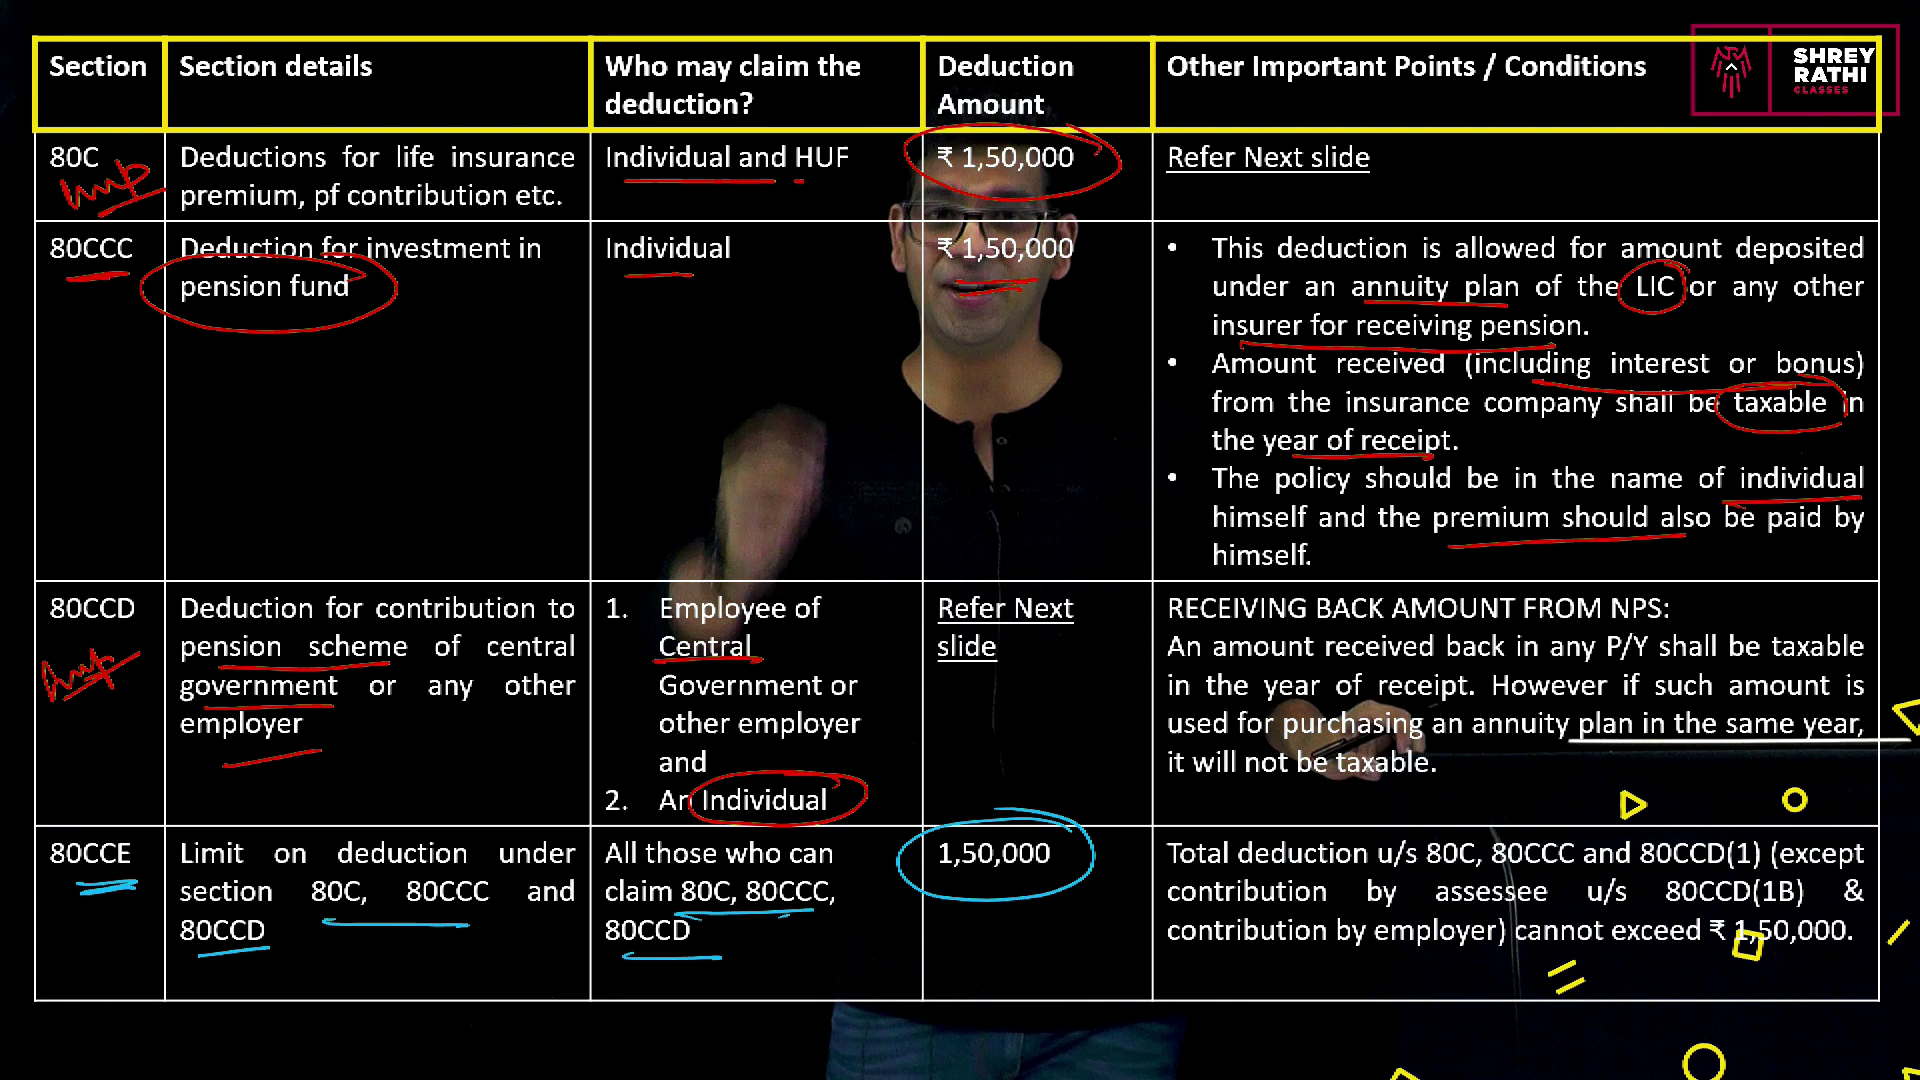 SHREY
RATHI
CLASSES
Section
Section details
Who may claim the
deduction?
Deduction
Amount
Other Important Points / Conditions
80C
Imp
Deductions for life insurance
premium, pf contribution etc.
Individual and HUF
₹ 1,50,000
Refer Next slide
80CCC
Deduction for investment in
pension fund
Individual
₹ 1,50,000
• This deduction is allowed for amount deposited
under an annuity plan of the LIC or any other
insurer for receiving pension.
• Amount received (including interest or bonus)
from the insurance company shall be taxable in
the year of receipt.
• The policy should be in the name of individual
himself and the premium should also be paid by
himself.
80CCD
Imp
Deduction for contribution to
pension scheme of central
government or any other
employer
1. Employee of
Central
Government or
other employer
and
2. An Individual
Refer Next
slide
RECEIVING BACK AMOUNT FROM NPS:
An amount received back in any P/Y shall be taxable
in the year of receipt. However if such amount is
used for purchasing an annuity plan in the same year,
it will not be taxable.
80CCE
Limit on deduction under
section 80C, 80CCC and
80CCD
All those who can
claim 80C, 80CCC,
80CCD
1,50,000
Total deduction u/s 80C, 80CCC and 80CCD(1) (except
contribution by assessee u/s 80CCD(1B) &
contribution by employer) cannot exceed ₹ 1,50,000.